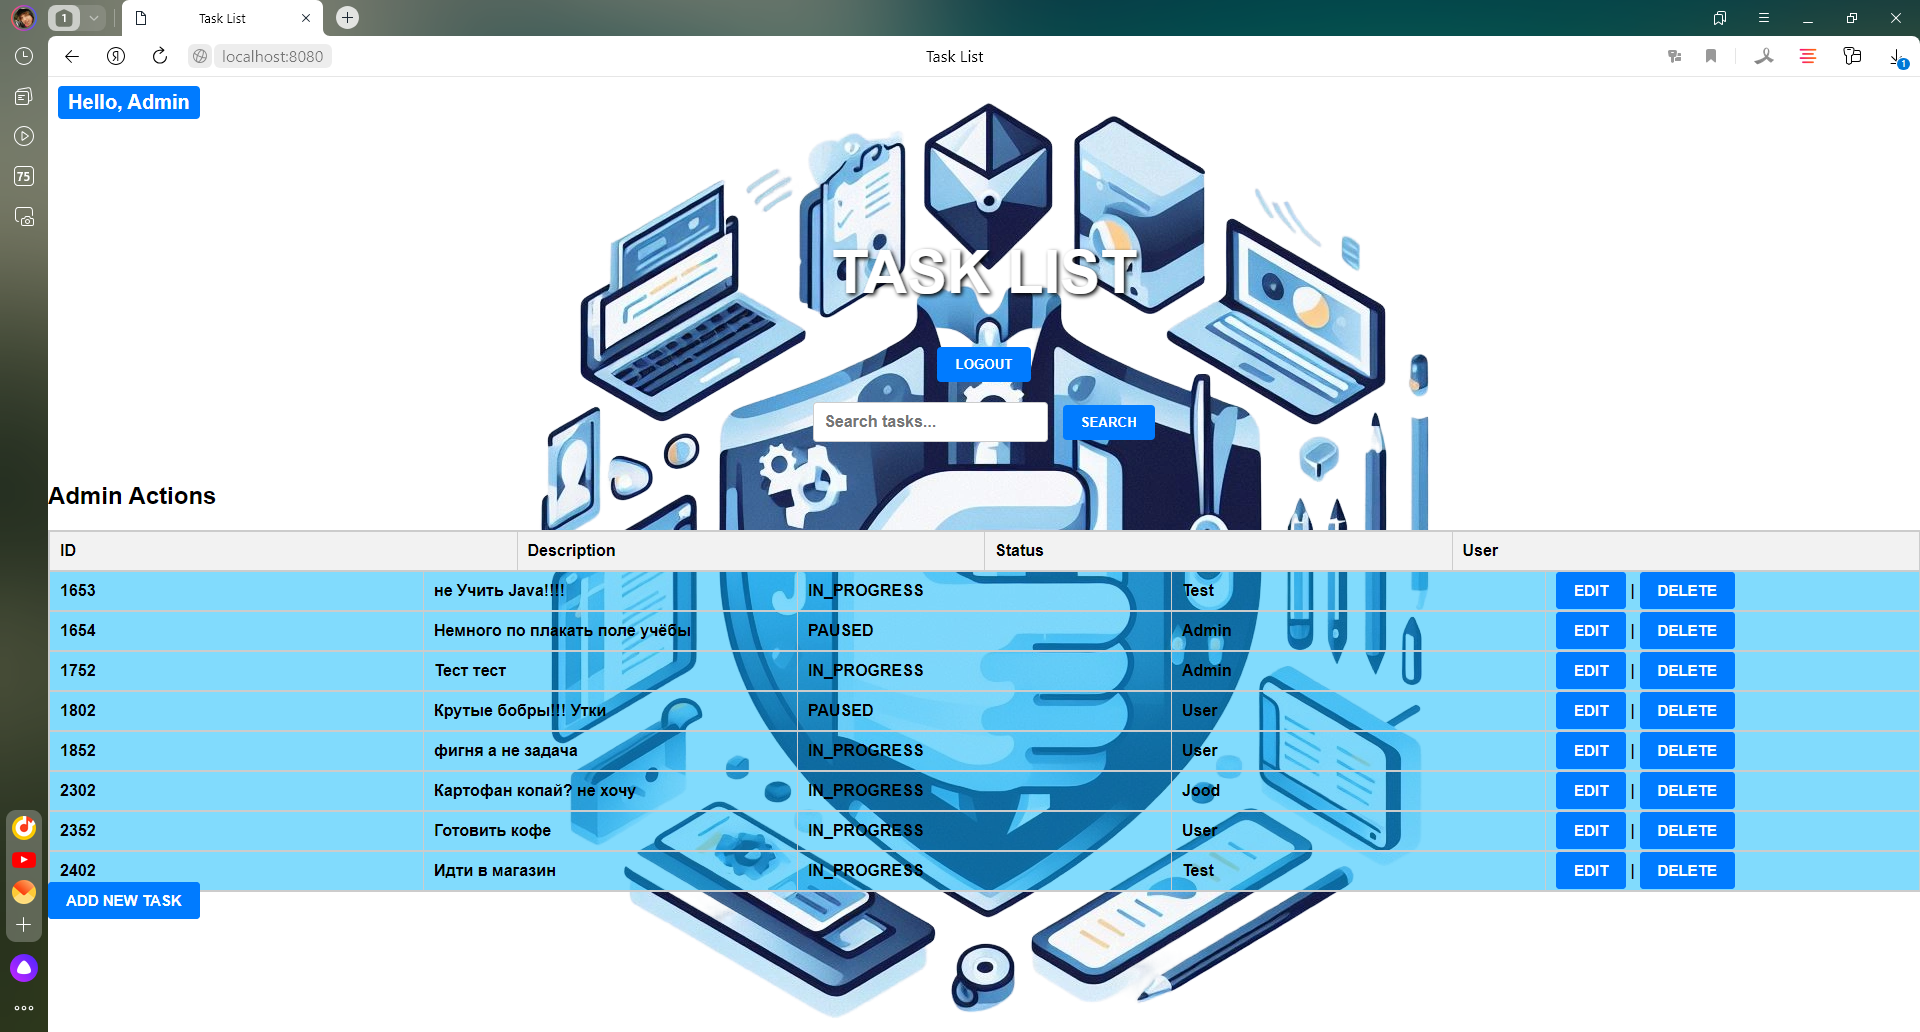 1
Task List
localhost:8080
Task List
1
75
Hello, Admin
TASK LIST
LOGOUT
Search tasks...
SEARCH
Admin Actions
ID Description Status User
1653 не Учить Java!!!! IN_PROGRESS Test EDIT | DELETE
1654 Немного по плакать поле учёбы PAUSED Admin EDIT | DELETE
1752 Тест тест IN_PROGRESS Admin EDIT | DELETE
1802 Крутые бобры!!! Утки PAUSED User EDIT | DELETE
1852 фигня а не задача IN_PROGRESS User EDIT | DELETE
2302 Картофан копай? не хочу IN_PROGRESS Jood EDIT | DELETE
2352 Готовить кофе IN_PROGRESS User EDIT | DELETE
2402 Идти в магазин IN_PROGRESS Test EDIT | DELETE
ADD NEW TASK